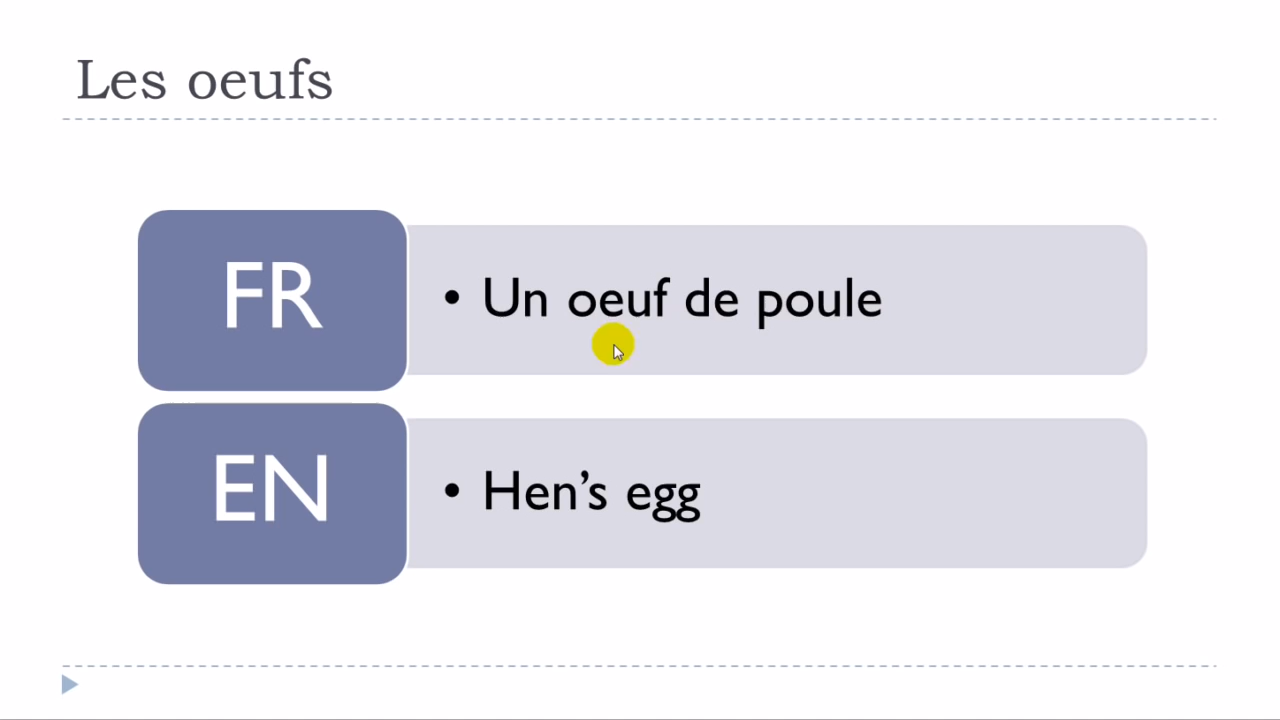 Les oeufs
FR
• Un oeuf de poule
EN
• Hen’s egg